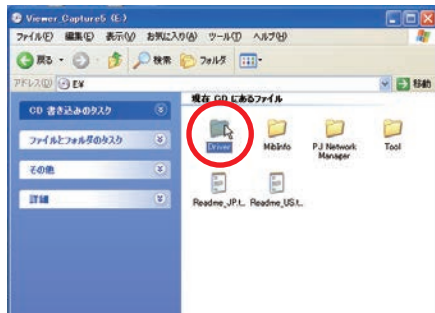 Viewer_Capture5 (E:)
ファイル(F) 編集(E) 表示(V) お気に入り(A) ツール(T) ヘルプ(H)
戻る 検索 フォルダ
アドレス(D) E:¥ 移動
現在 CD にあるファイル
CD 書き込みのタスク
ファイルとフォルダのタスク
その他
詳細
Driver MibInfo PJ Network Manager Tool
Readme_JP.t... Readme_US.t...